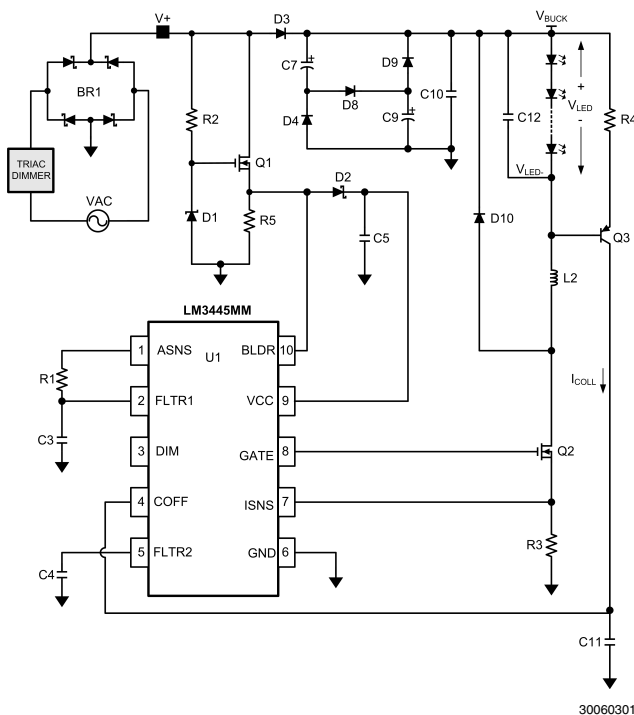 V+
D3
VBUCK
C7
D9
BR1
R2
D8
C10
C12
+
VLED
-
R4
D4
C9
TRIAC
DIMMER
Q1
VLED-
D2
VAC
D1
R5
C5
D10
Q3
L2
LM3445MM
1 ASNS
U1
BLDR 10
R1
ICOLL
2 FLTR1
VCC 9
C3
3 DIM
GATE 8
Q2
4 COFF
ISNS 7
R3
5 FLTR2
GND 6
C4
C11
30060301